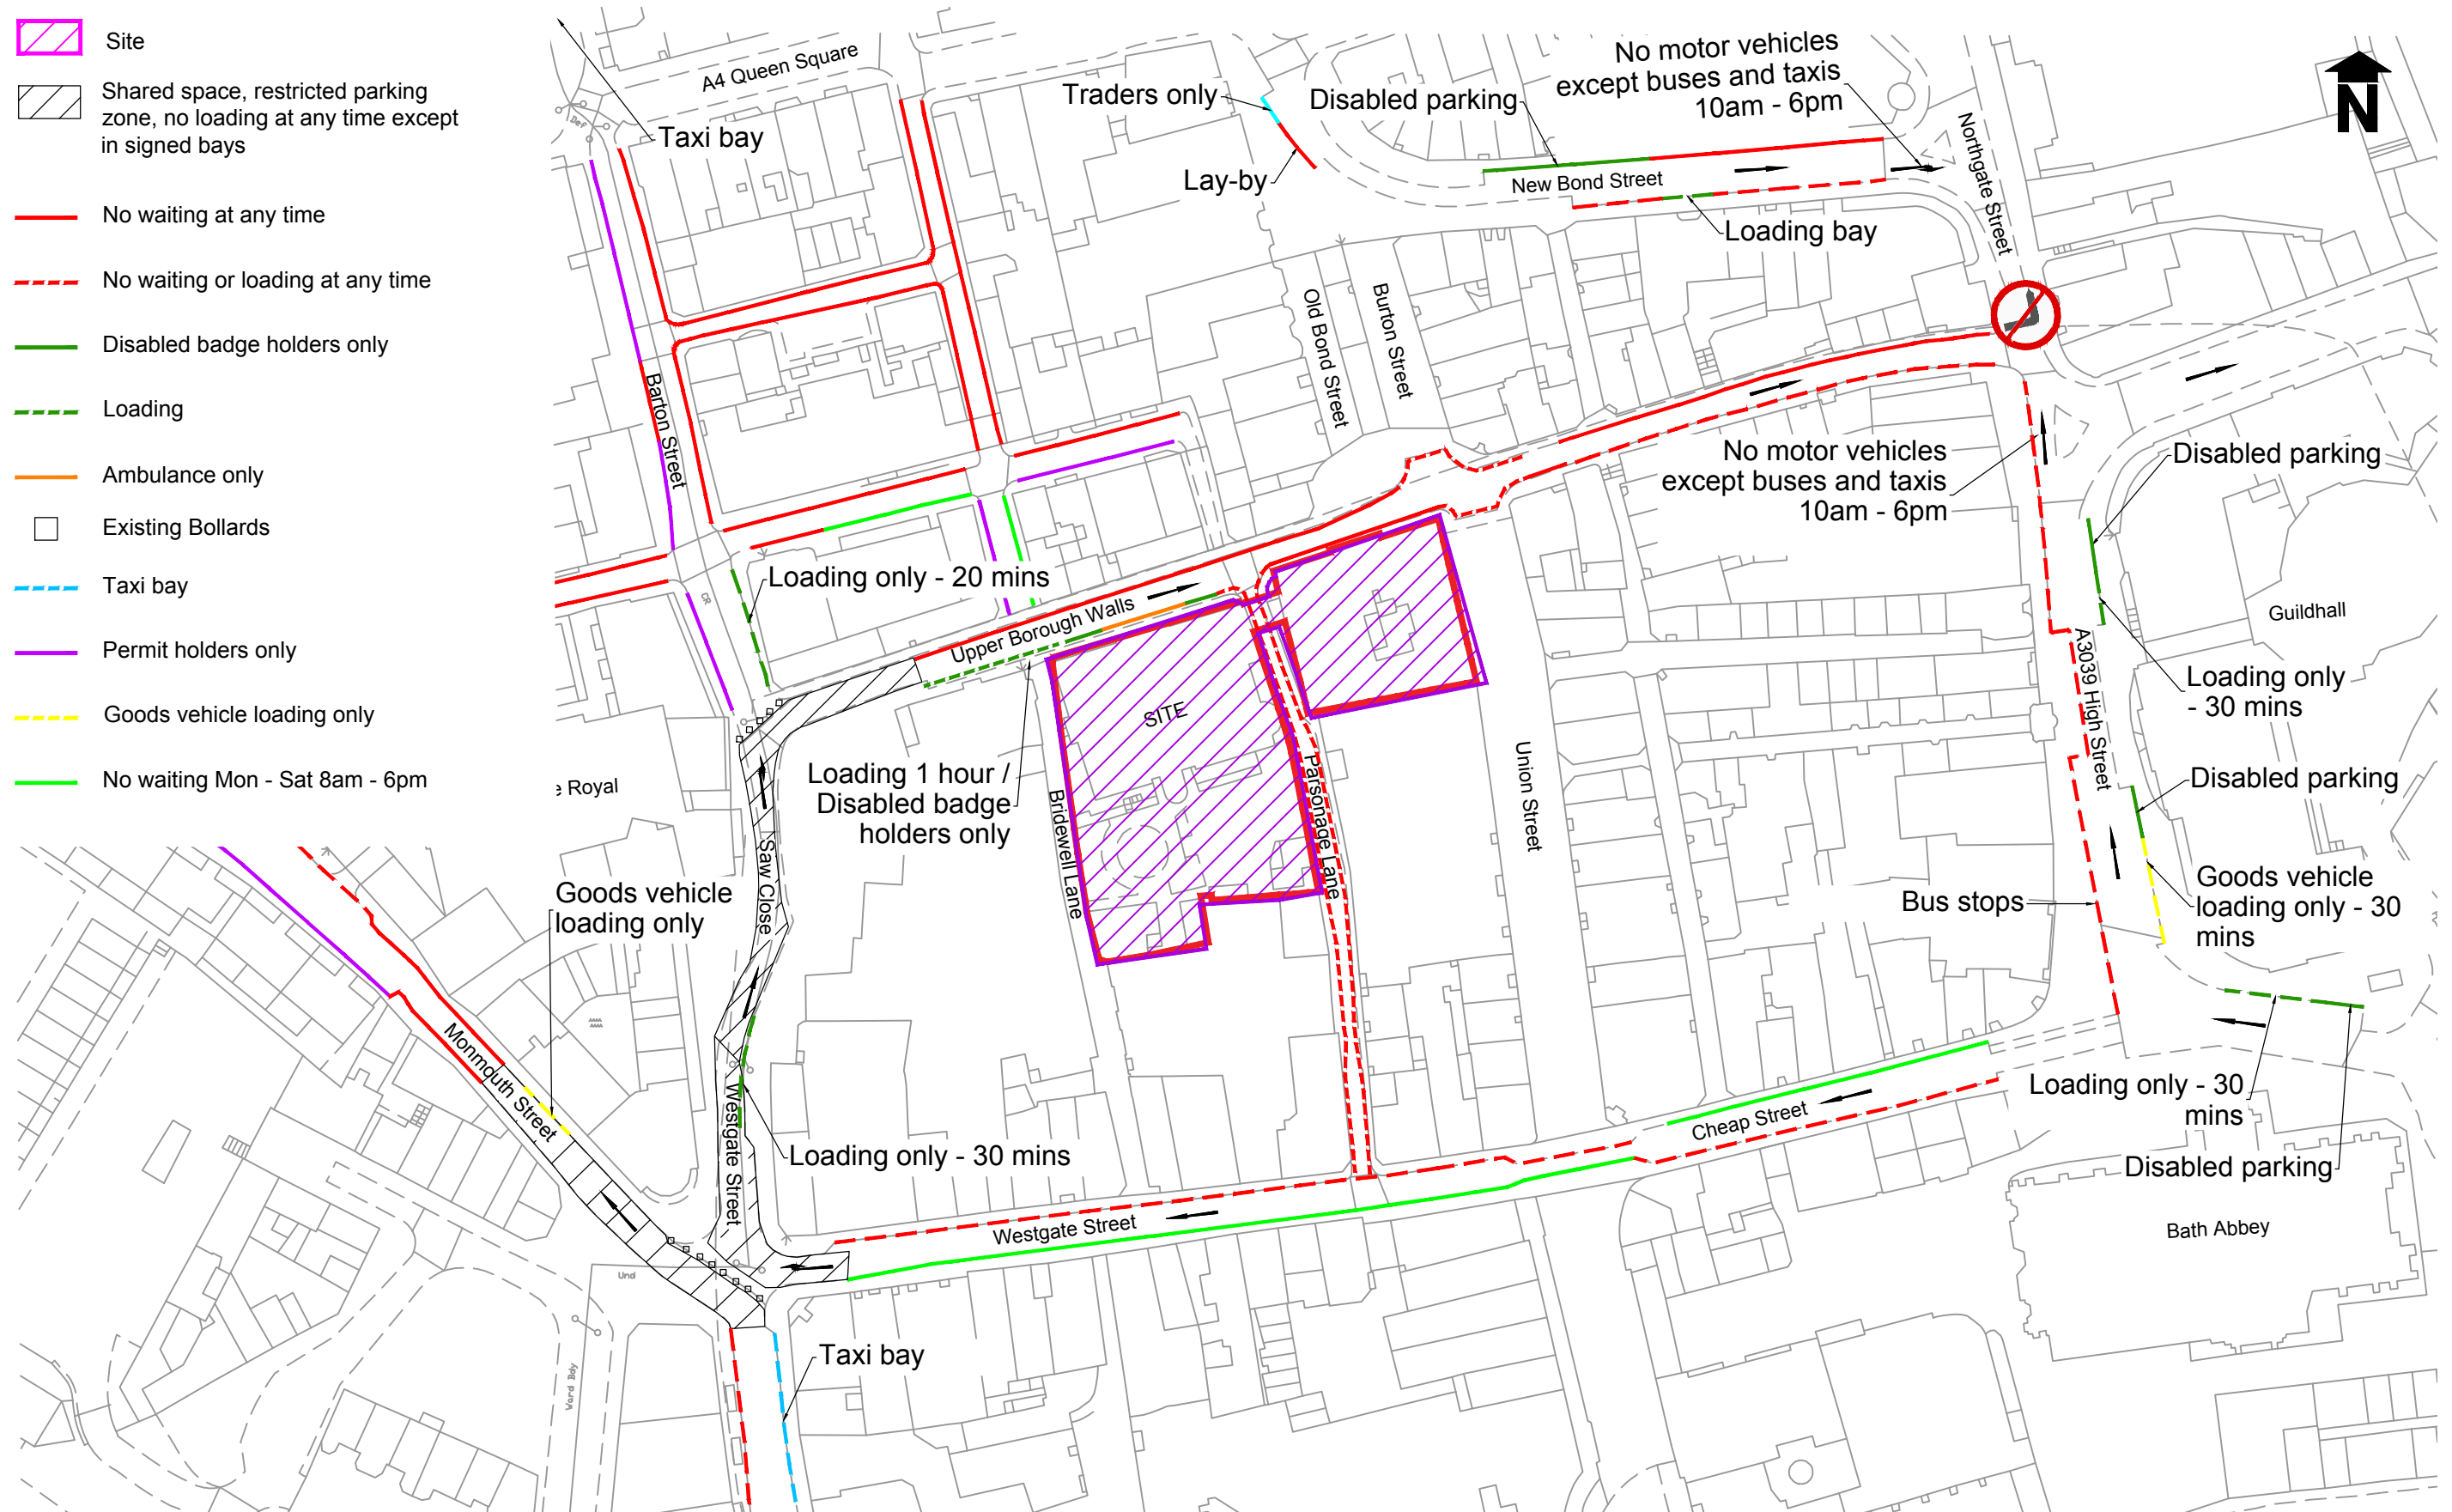 Site
Shared space, restricted parking
zone, no loading at any time except
in signed bays
No waiting at any time
No waiting or loading at any time
Disabled badge holders only
Loading
Ambulance only
Existing Bollards
Taxi bay
Permit holders only
Goods vehicle loading only
No waiting Mon - Sat 8am - 6pm
A4 Queen Square
Def
Taxi bay
Traders only
Lay-by
Disabled parking
No motor vehicles
except buses and taxis
10am - 6pm
N
New Bond Street
Northgate Street
Loading bay
Old Bond Street
Burton Street
Barton Street
No motor vehicles
except buses and taxis
10am - 6pm
Disabled parking
Loading only - 20 mins
CR
Upper Borough Walls
Guildhall
A3039 High Street
Loading only
- 30 mins
SITE
Union Street
Parsonage Lane
Bridewell Lane
Loading 1 hour /
Disabled badge
holders only
e Royal
Saw Close
Disabled parking
Goods vehicle
loading only - 30
mins
Bus stops
Goods vehicle
loading only
Monmouth Street
Westgate Street
Loading only - 30 mins
Cheap Street
Loading only - 30
mins
Disabled parking
Westgate Street
Bath Abbey
Und
Ward Bdy
Taxi bay